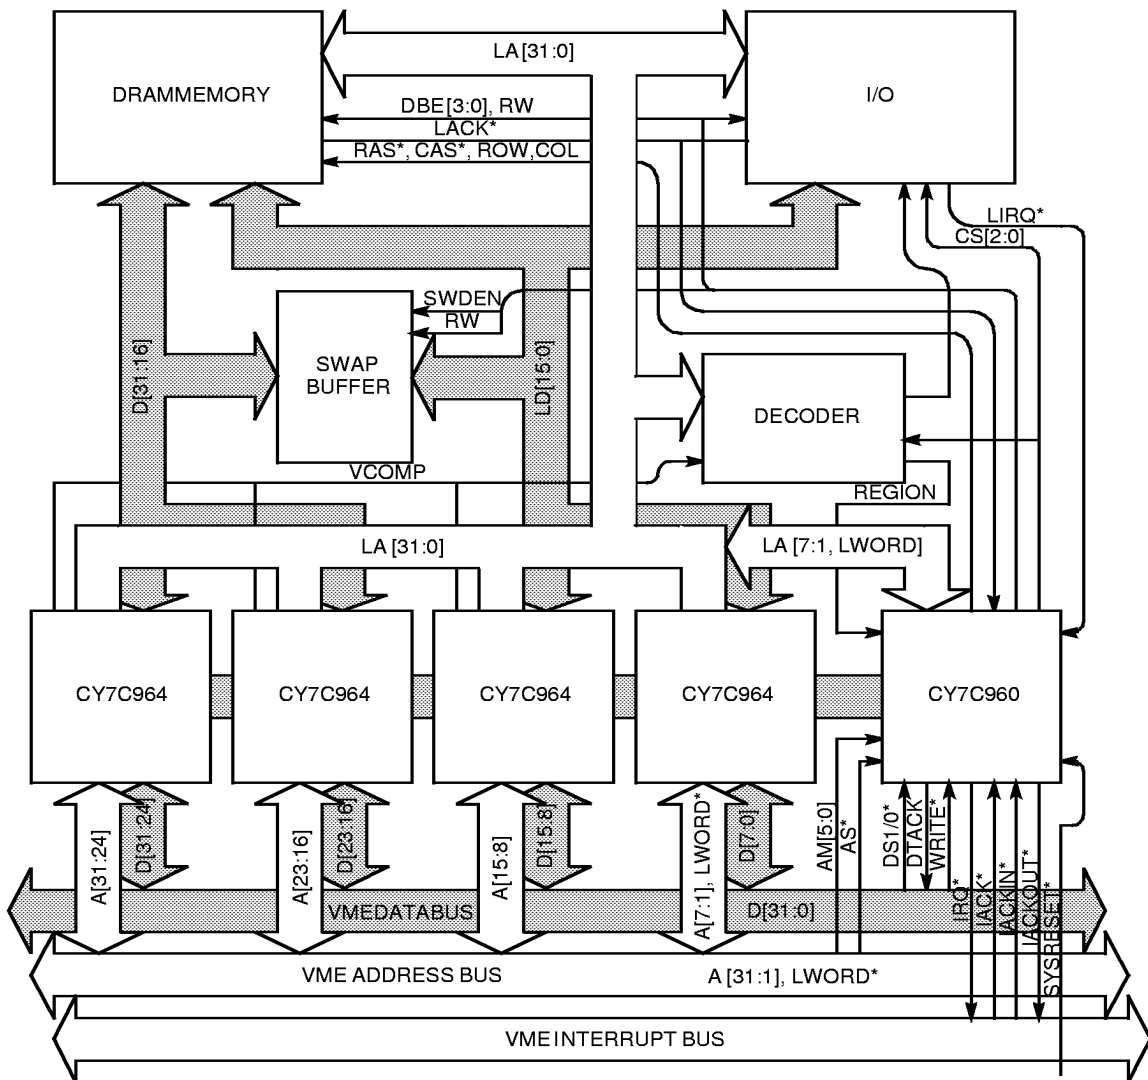 LA [31:0]
DRAMMEMORY
I/O
DBE [3:0], RW
LACK*
RAS*, CAS*, ROW,COL
LIRQ*
CS[2:0]
SWDEN
RW
D[31:16]
SWAP
BUFFER
LD[15:0]
DECODER
VCOMP
REGION
LA [31:0]
LA [7:1, LWORD]
CY7C964
CY7C964
CY7C964
CY7C964
CY7C960
A[31:24]
D[31:24]
A[23:16]
D[23:16]
A[15:8]
D[15:8]
A[7:1], LWORD*
D[7:0]
AM[5:0]
AS*
DS1/0*
DTACK
WRITE*
IRQ*
IACK*
IACKIN*
IACKOUT*
SYSRESET*
VMEDATABUS
D[31:0]
VME ADDRESS BUS
A [31:1], LWORD*
VME INTERRUPT BUS